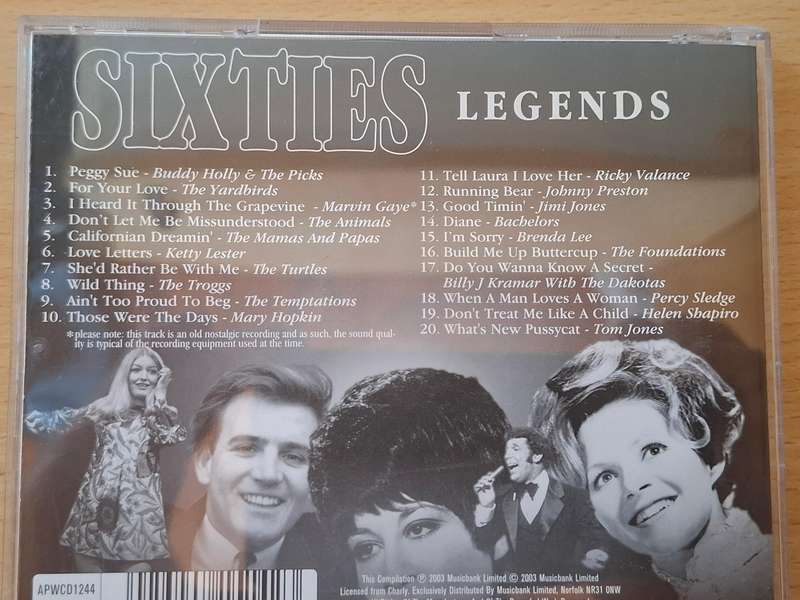 SIXTIES LEGENDS
1. Peggy Sue - Buddy Holly & The Picks
2. For Your Love - The Yardbirds
3. I Heard It Through The Grapevine - Marvin Gaye*
4. Don't Let Me Be Missunderstood - The Animals
5. Californian Dreamin' - The Mamas And Papas
6. Love Letters - Ketty Lester
7. She'd Rather Be With Me - The Turtles
8. Wild Thing - The Troggs
9. Ain't Too Proud To Beg - The Temptations
10. Those Were The Days - Mary Hopkin
*please note: this track is an old nostalgic recording and as such, the sound qual-
ity is typical of the recording equipment used at the time.
11. Tell Laura I Love Her - Ricky Valance
12. Running Bear - Johnny Preston
13. Good Timin' - Jimi Jones
14. Diane - Bachelors
15. I'm Sorry - Brenda Lee
16. Build Me Up Buttercup - The Foundations
17. Do You Wanna Know A Secret -
Billy J Kramar With The Dakotas
18. When A Man Loves A Woman - Percy Sledge
19. Don't Treat Me Like A Child - Helen Shapiro
20. What's New Pussycat - Tom Jones
APWCD1244
This Compilation ℗ 2003 Musicbank Limited © 2003 Musicbank Limited
Licensed from Charly. Exclusively Distributed By Musicbank Limited, Norfolk NR31 0NW